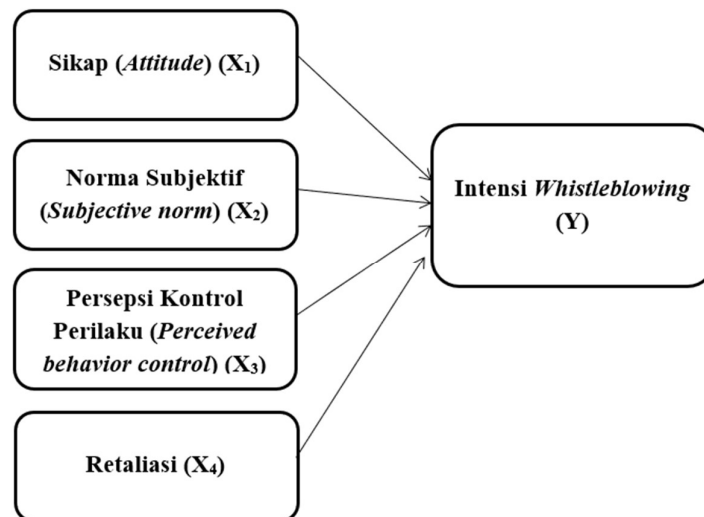 Sikap (Attitude) (X₁)
Norma Subjektif
(Subjective norm) (X₂)
Persepsi Kontrol
Perilaku (Perceived
behavior control) (X₃)
Retaliasi (X₄)
Intensi Whistleblowing
(Y)